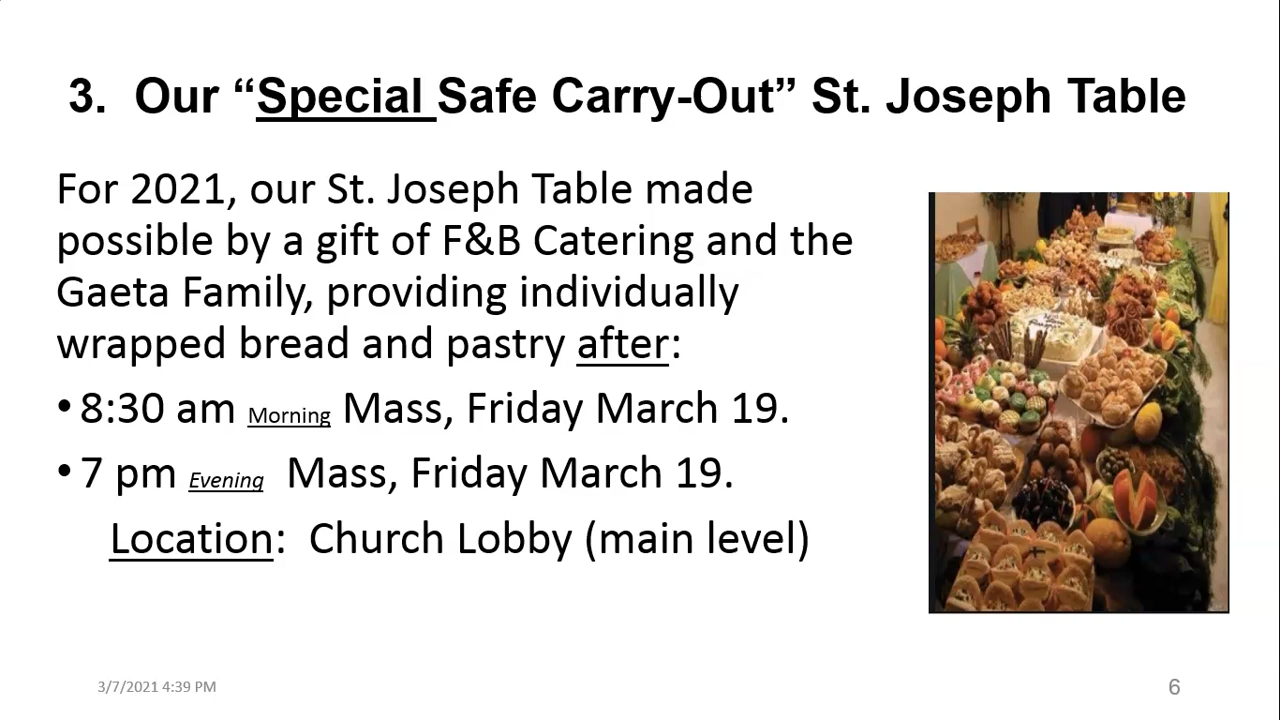 3. Our “Special Safe Carry-Out” St. Joseph Table
For 2021, our St. Joseph Table made
possible by a gift of F&B Catering and the
Gaeta Family, providing individually
wrapped bread and pastry after:
• 8:30 am Morning Mass, Friday March 19.
• 7 pm Evening Mass, Friday March 19.
Location: Church Lobby (main level)
3/7/2021 4:39 PM
6